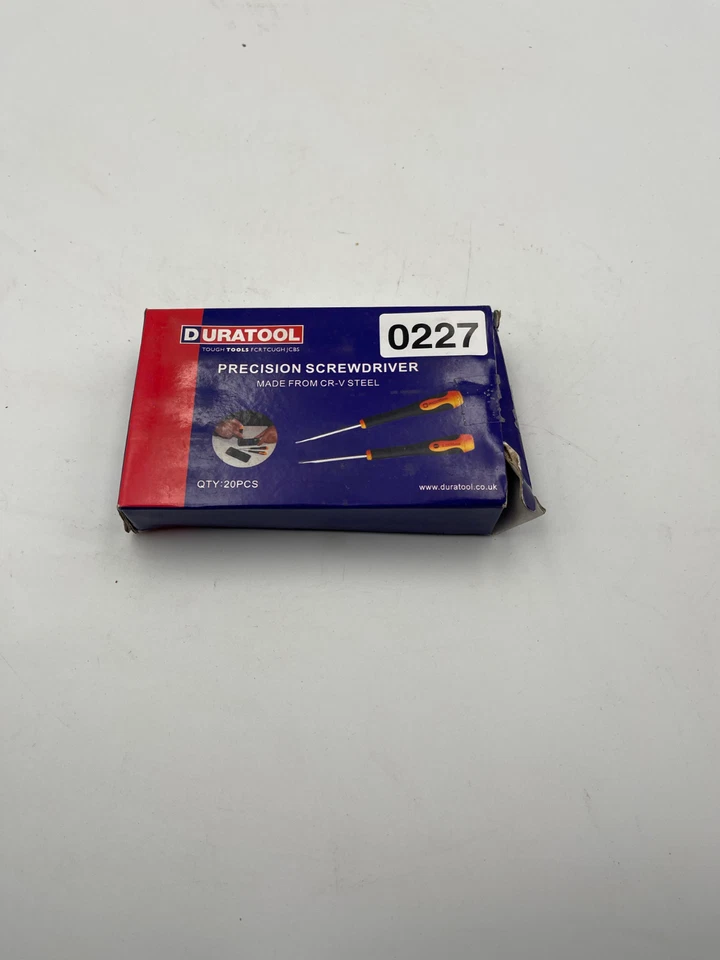 DURATOOL
TOUGH TOOLS FOR TOUGH JOBS
0227
PRECISION SCREWDRIVER
MADE FROM CR-V STEEL
QTY:20PCS
www.duratool.co.uk